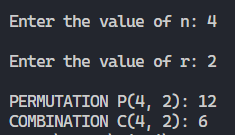 Enter the value of n: 4
Enter the value of r: 2
PERMUTATION P(4, 2): 12
COMBINATION C(4, 2): 6